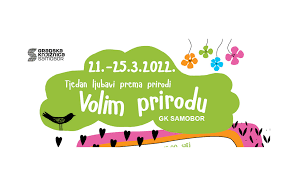 GRADSKA
KNJIŽNICA
SAMOBOR
21.-25.3.2022.
Tjedan ljubavi prema prirodi
Volim prirodu
GK SAMOBOR